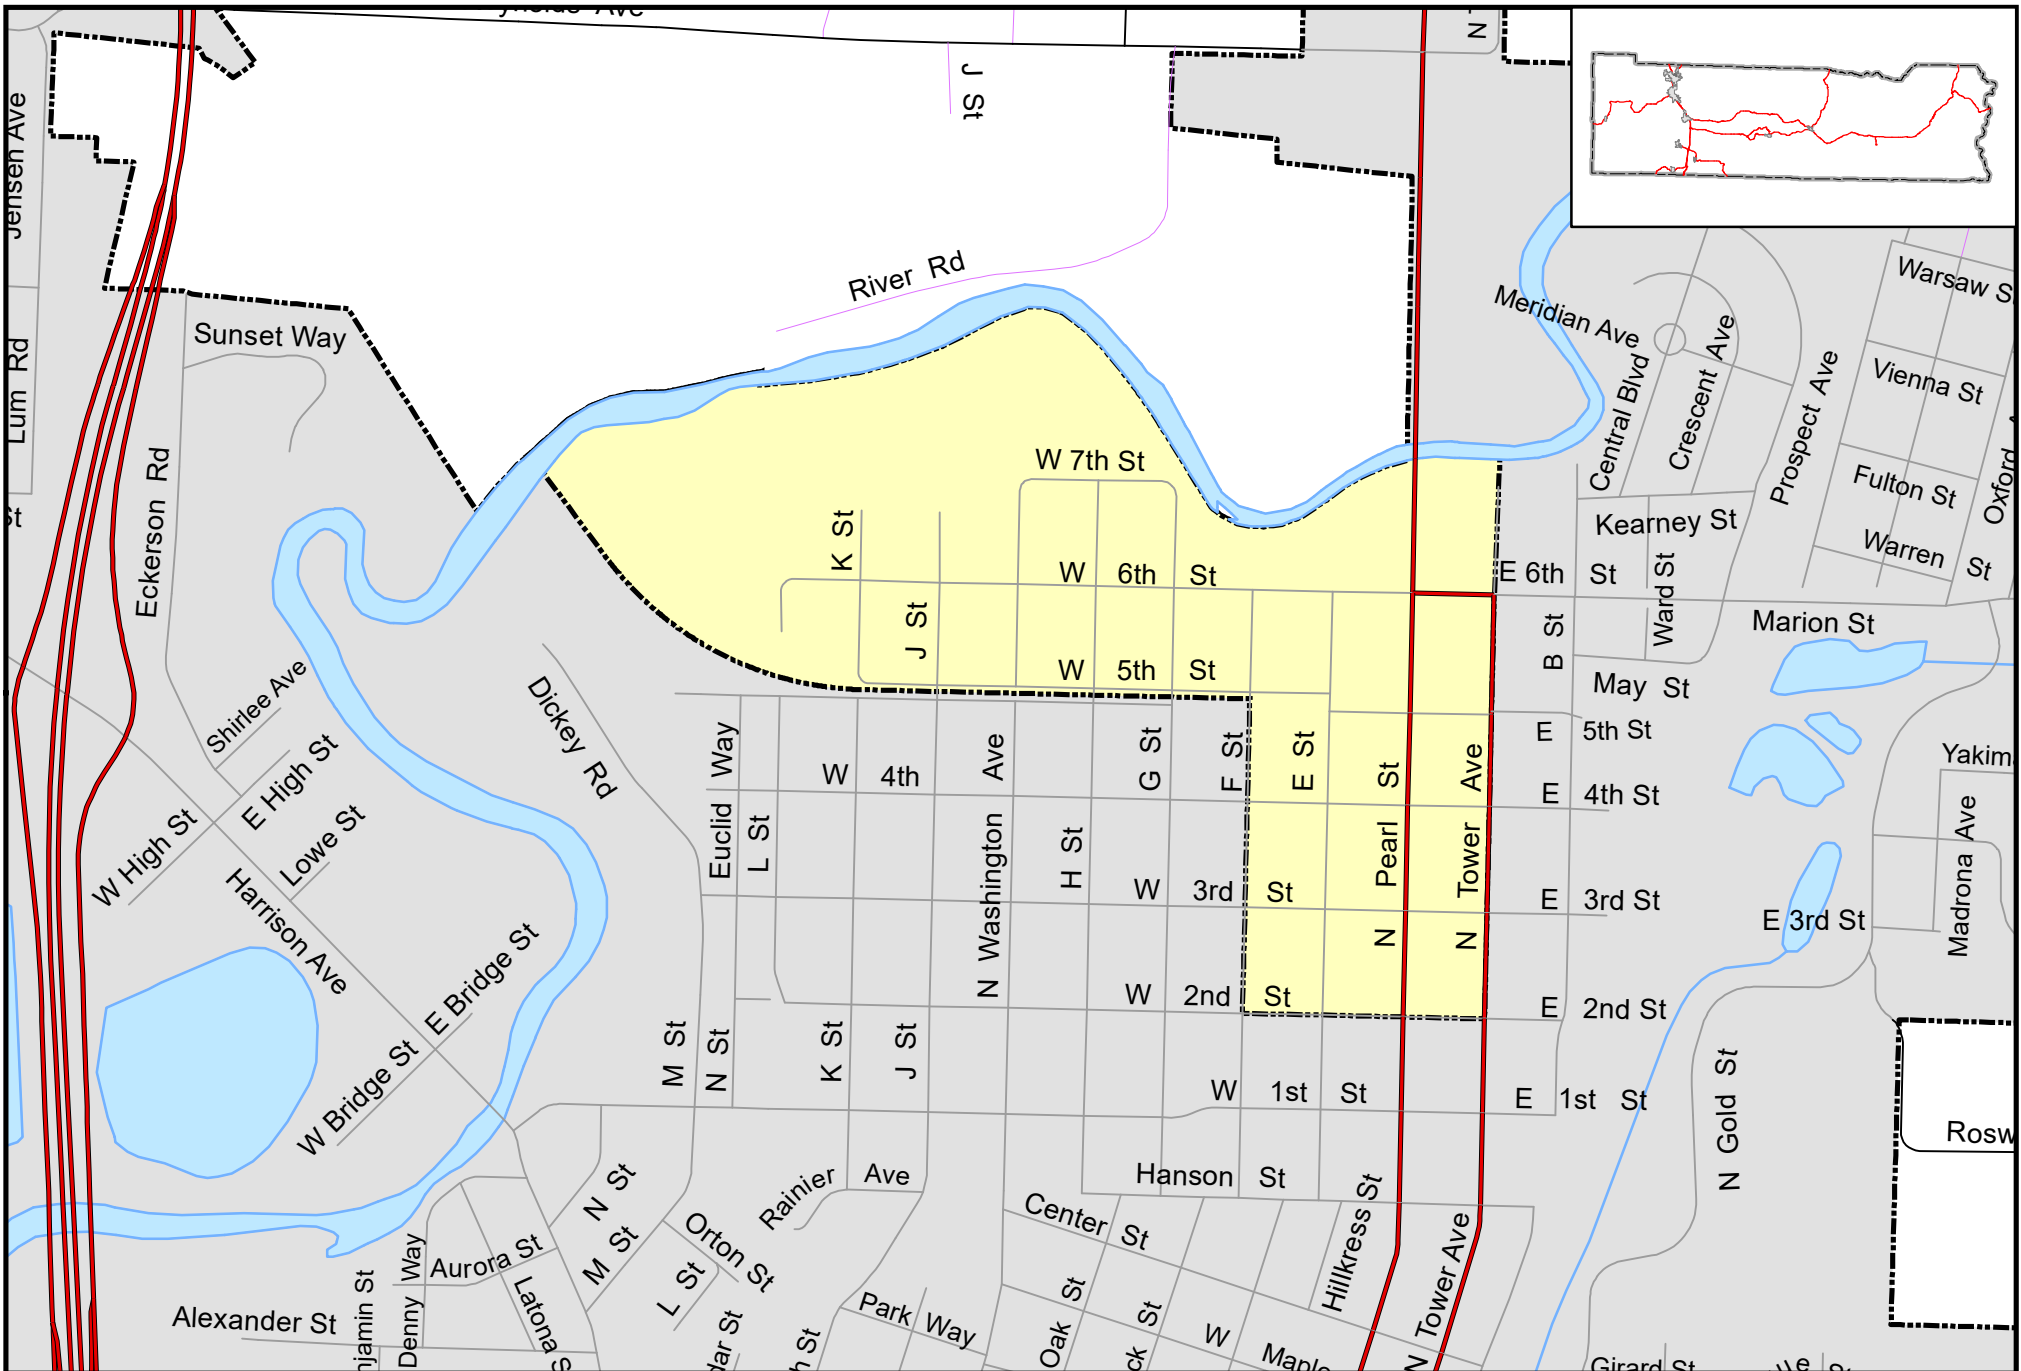 Ave
N
J St
Jensen Ave
River Rd
Warsaw S
Meridian Ave
Sunset Way
Lum Rd
Central Blvd
Crescent Ave
Prospect Ave
Vienna St
Oxford
W 7th St
Fulton St
Eckerson Rd
K St
Kearney St
Warren St
St
W 6th St
E 6th St
Ward St
J St
B St
Marion St
W 5th St
May St
Shirlee Ave
Dickey Rd
E 5th St
Euclid Way
W 4th
N Washington Ave
G St
F St
E St
N Pearl St
N Tower Ave
E 4th St
Yakim
E High St
W High St
Lowe St
L St
H St
W 3rd St
E 3rd St
E 3rd St
Madrona Ave
Harrison Ave
E Bridge St
W 2nd St
E 2nd St
W Bridge St
M St
N St
K St
J St
W 1st St
E 1st St
N Gold St
Rosw
N St
Rainier Ave
Hanson St
Center St
Hillkress St
N Tower Ave
M St
Orton St
L St
Aurora St
Latona S
Denny Way
njamin St
Alexander St
Park Way
Oak St
ck St
dar St
h St
W Maple
Girard St